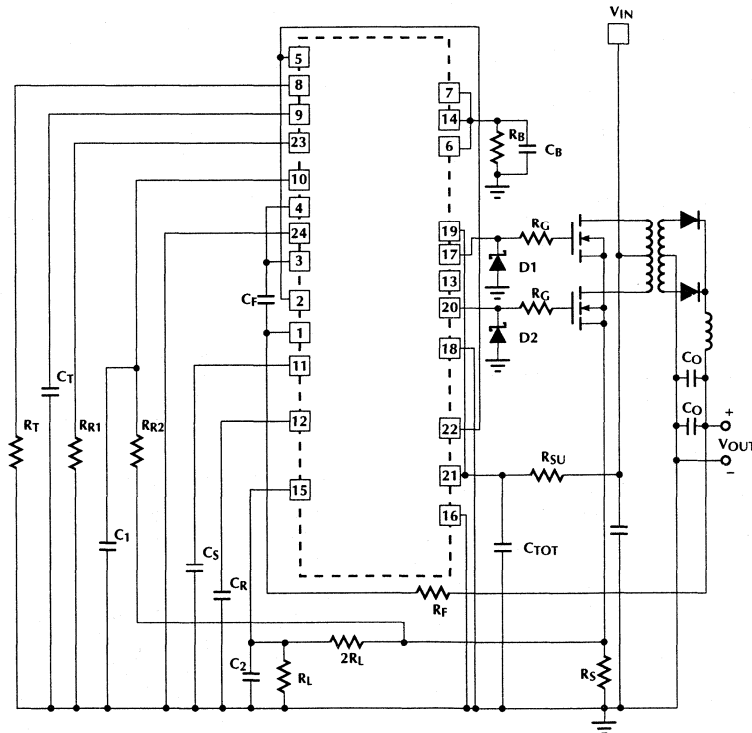 VIN
5
8
9
23
10
4
24
3
2
1
11
12
15
7
14
6
19
17
13
20
18
22
21
16
RB
CB
RG
D1
RG
D2
CF
CT
RT
RR1
RR2
C1
CS
CR
C2
RL
2RL
RF
RSU
CTOT
RS
CO
CO
+
VOUT
−